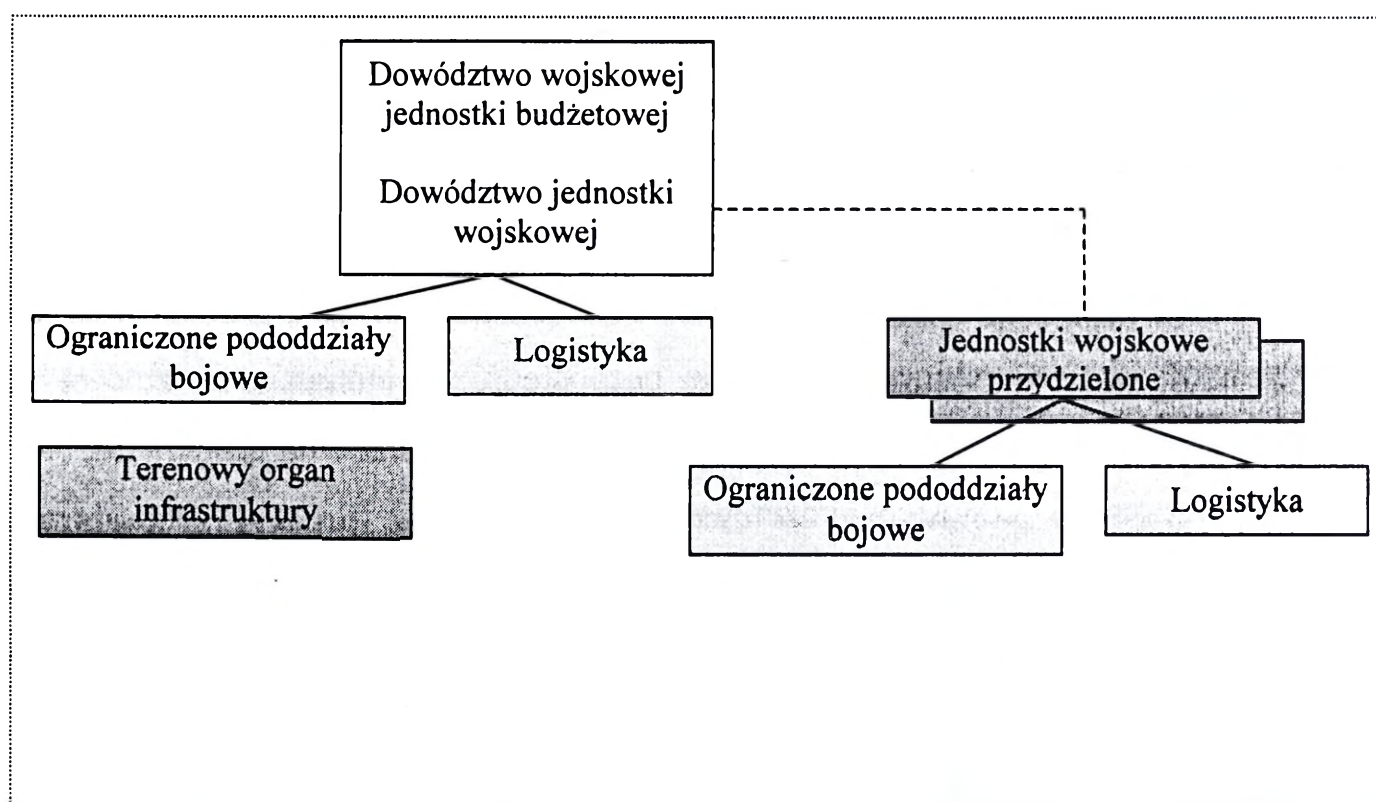 Dowództwo wojskowej
jednostki budżetowej
Dowództwo jednostki
wojskowej
Ograniczone pododdziały
bojowe
Logistyka
Jednostki wojskowe
przydzielone
Terenowy organ
infrastruktury
Ograniczone pododdziały
bojowe
Logistyka